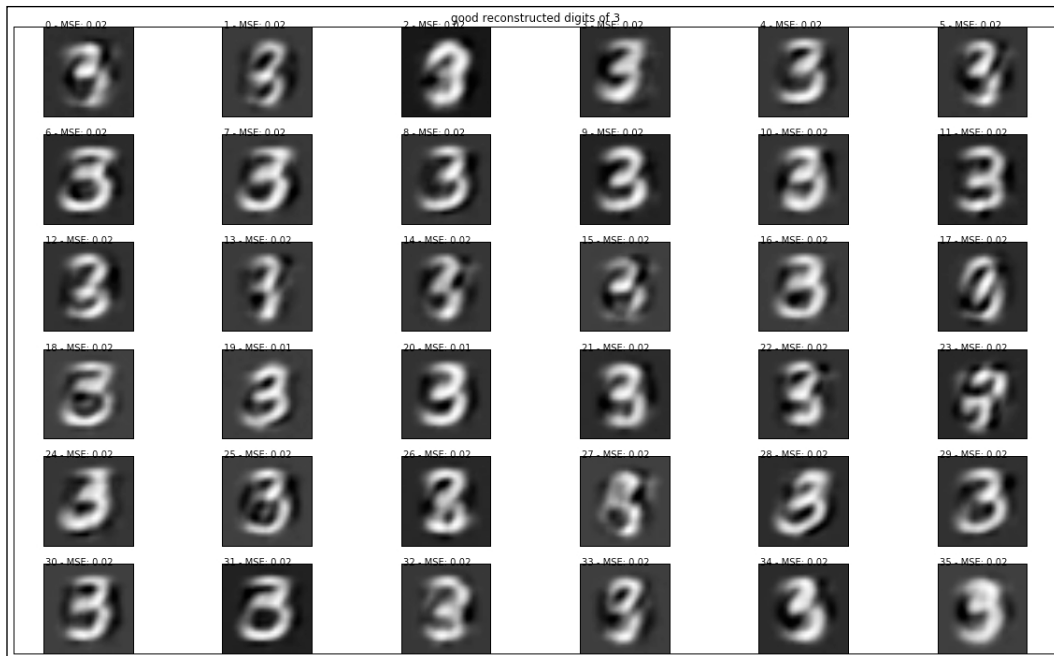 good reconstructed digits of 3
0 - MSE: 0.02 1 - MSE: 0.02 2 - MSE: 0.02 3 - MSE: 0.02 4 - MSE: 0.02 5 - MSE: 0.02
6 - MSE: 0.02 7 - MSE: 0.02 8 - MSE: 0.02 9 - MSE: 0.02 10 - MSE: 0.02 11 - MSE: 0.02
12 - MSE: 0.02 13 - MSE: 0.02 14 - MSE: 0.02 15 - MSE: 0.02 16 - MSE: 0.02 17 - MSE: 0.02
18 - MSE: 0.02 19 - MSE: 0.01 20 - MSE: 0.01 21 - MSE: 0.02 22 - MSE: 0.02 23 - MSE: 0.02
24 - MSE: 0.02 25 - MSE: 0.02 26 - MSE: 0.02 27 - MSE: 0.02 28 - MSE: 0.02 29 - MSE: 0.02
30 - MSE: 0.02 31 - MSE: 0.02 32 - MSE: 0.02 33 - MSE: 0.02 34 - MSE: 0.02 35 - MSE: 0.02